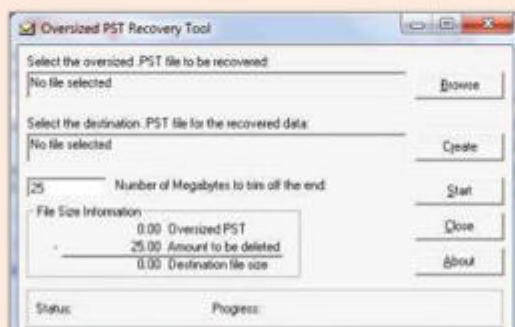 Oversized PST Recovery Tool
Select the oversized .PST file to be recovered:
No file selected
Browse
Select the destination .PST file for the recovered data:
No file selected
Create
25 Number of Megabytes to trim off the end
Start
File Size Information
0.00 Oversized PST
- 25.00 Amount to be deleted
0.00 Destination file size
Close
About
Status: Progress: